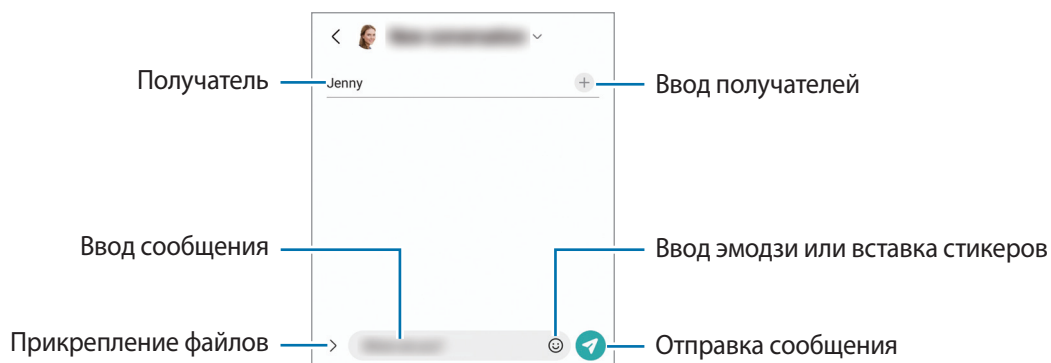 Получатель
Jenny
Ввод получателей
Ввод сообщения
Ввод эмодзи или вставка стикеров
Прикрепление файлов
Отправка сообщения